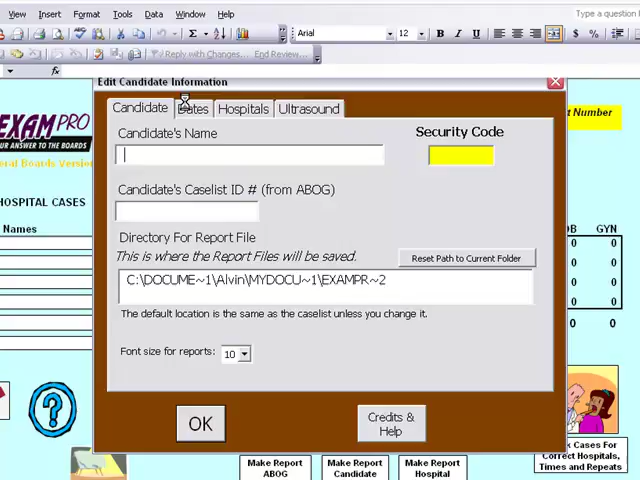 View Insert Format Tools Data Window Help Type a question
Arial 12 B I U $ %
Reply with Changes... End Review...
fx
Edit Candidate Information
Candidate Dates Hospitals Ultrasound
Candidate's Name
Security Code
Candidate's Caselist ID # (from ABOG)
Directory For Report File
This is where the Report Files will be saved.
Reset Path to Current Folder
C:\DOCUME~1\Alvin\MYDOCU~1\EXAMPR~2
The default location is the same as the caselist unless you change it.
Font size for reports: 10
OK
Credits &
Help
EXAM PRO
YOUR ANSWER TO THE BOARDS
oral Boards Version
HOSPITAL CASES
Names
t Number
OB GYN
0 0
0 0
0 0
0 0
0 0
0 0
?
Make Report
ABOG
Make Report
Candidate
Make Report
Hospital
k Cases For
Correct Hospitals,
Times and Repeats